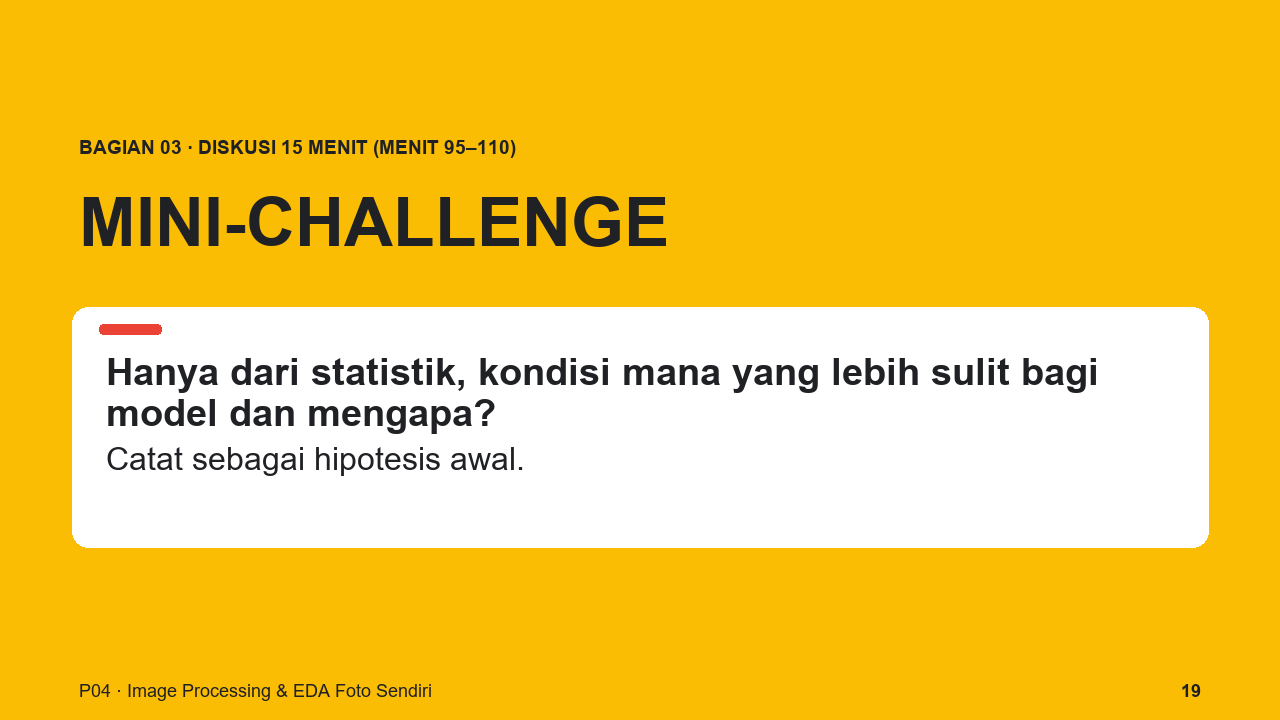 BAGIAN 03 · DISKUSI 15 MENIT (MENIT 95–110)
MINI-CHALLENGE
Hanya dari statistik, kondisi mana yang lebih sulit bagi
model dan mengapa?
Catat sebagai hipotesis awal.
P04 · Image Processing & EDA Foto Sendiri
19